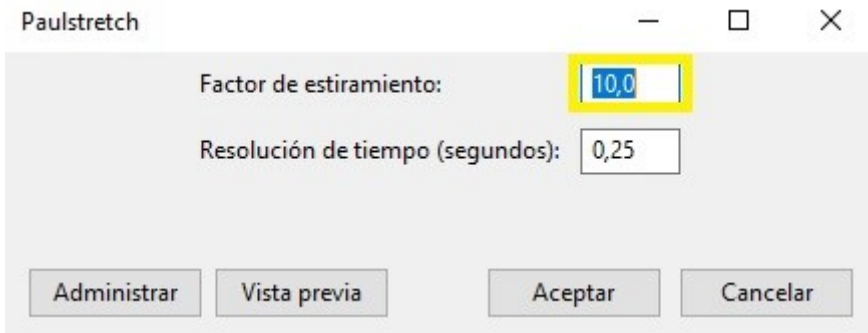 Paulstretch
Factor de estiramiento: 10,0
Resolución de tiempo (segundos): 0,25
Administrar Vista previa Aceptar Cancelar